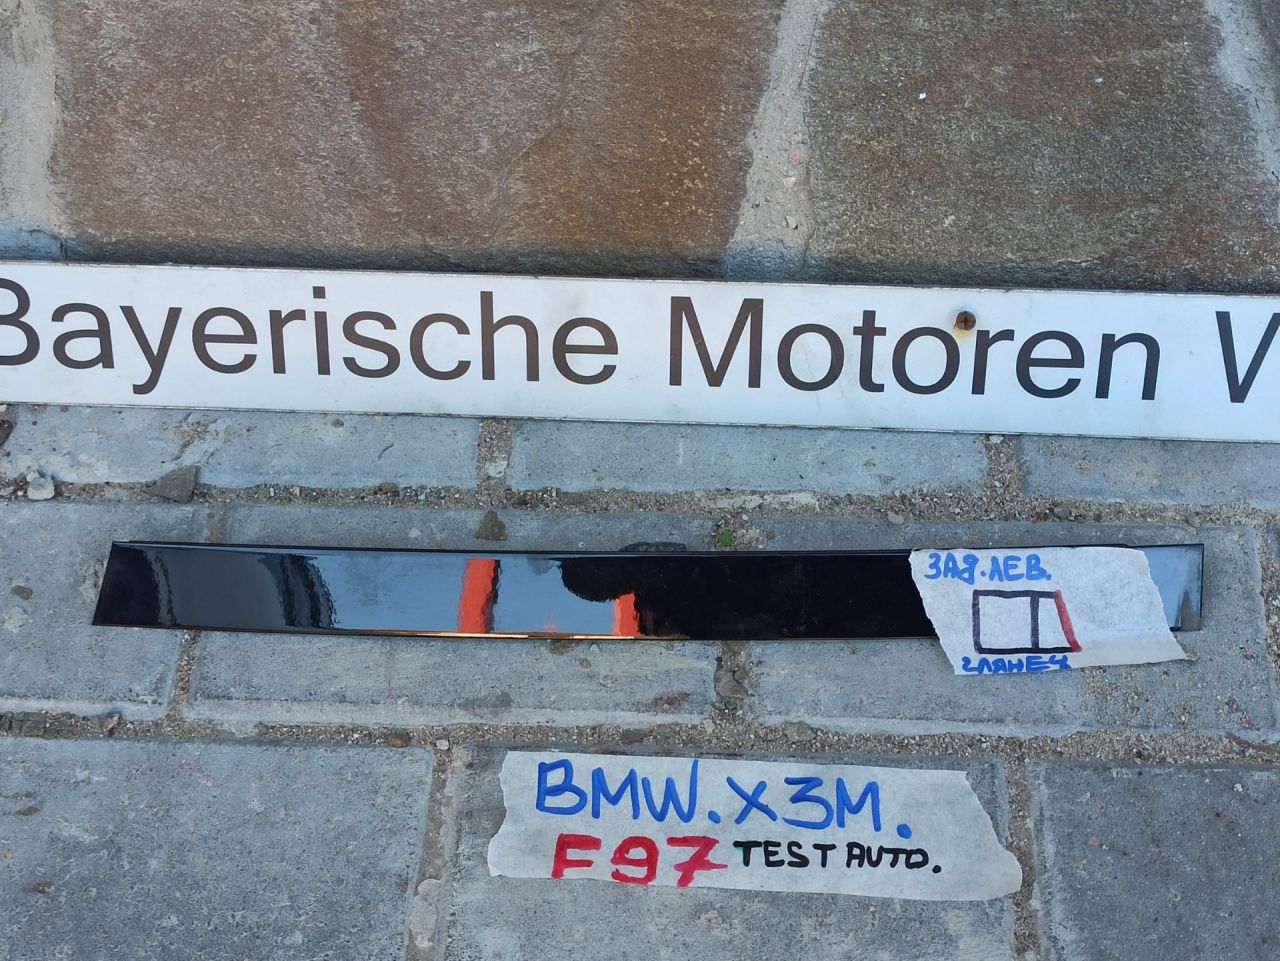 Bayerische Motoren W
ЗАД.ЛЕВ.
ГЛЯНЕЦ
BMW.X3M.
F97 TEST AUTO.